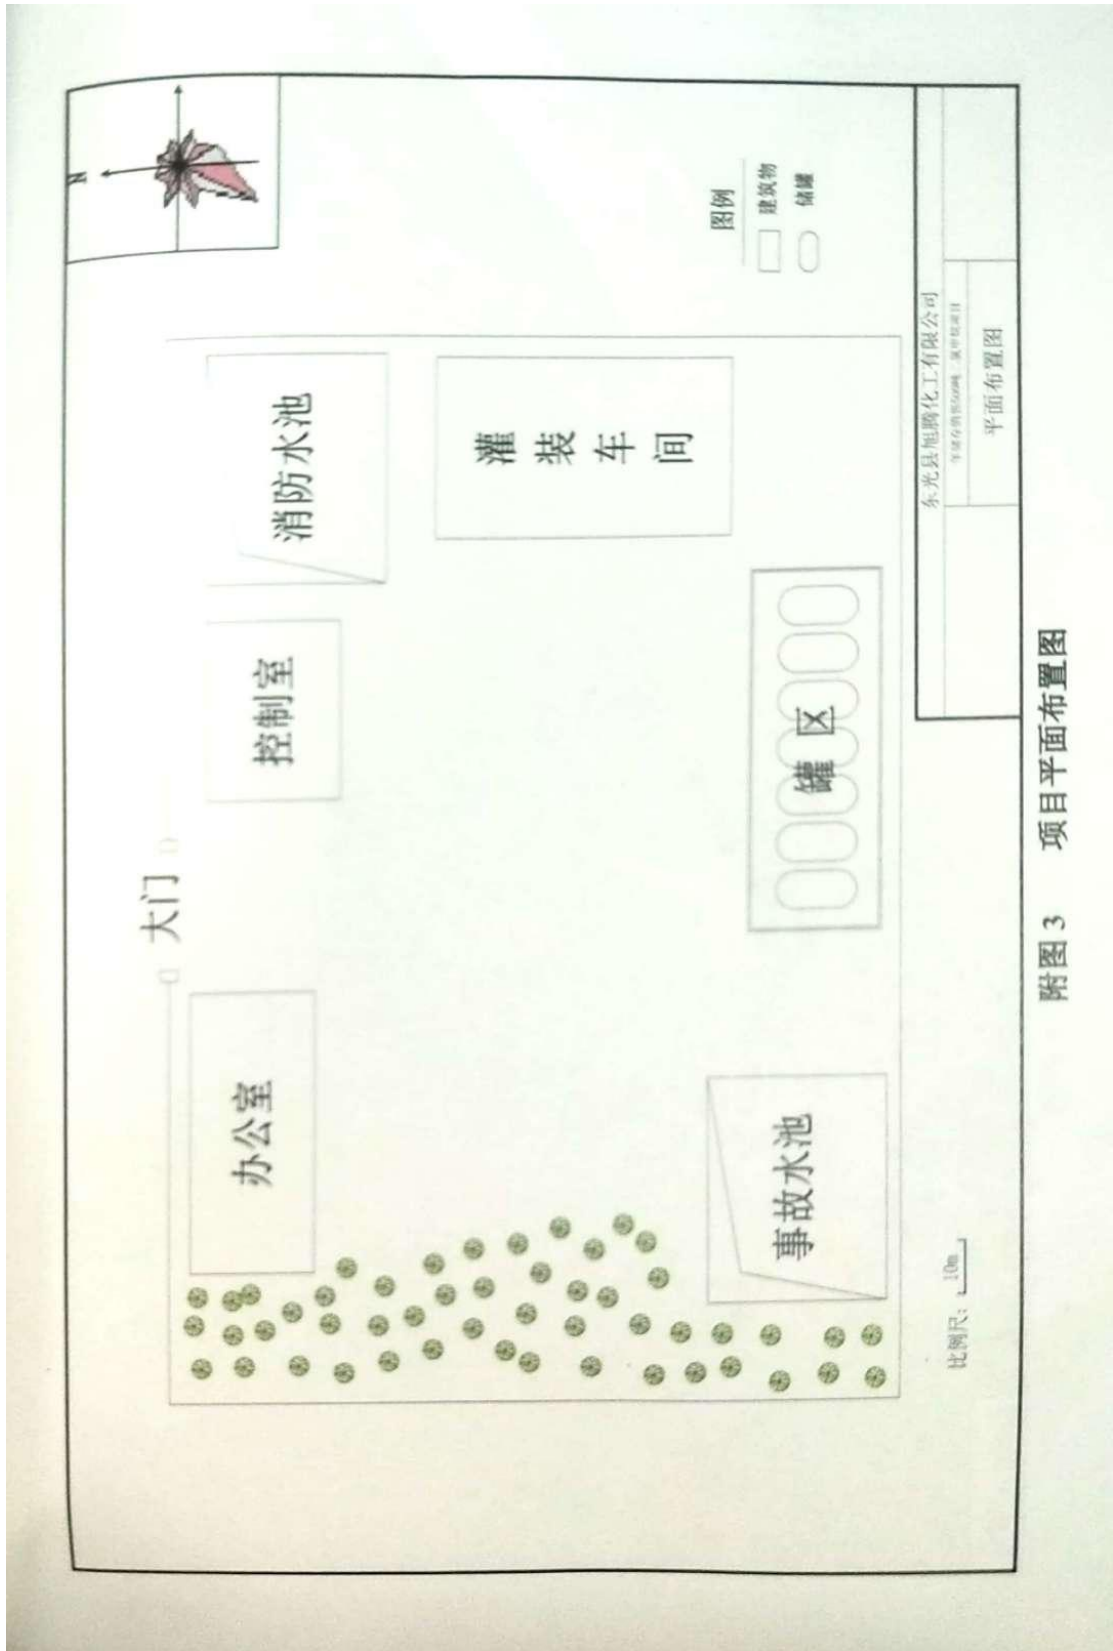 N
大门
办公室
控制室
消防水池
灌装车间
罐区
事故水池
图例
建筑物
储罐
比例尺: 10m
东光县旭腾化工有限公司
平面布置图
附图 3 项目平面布置图